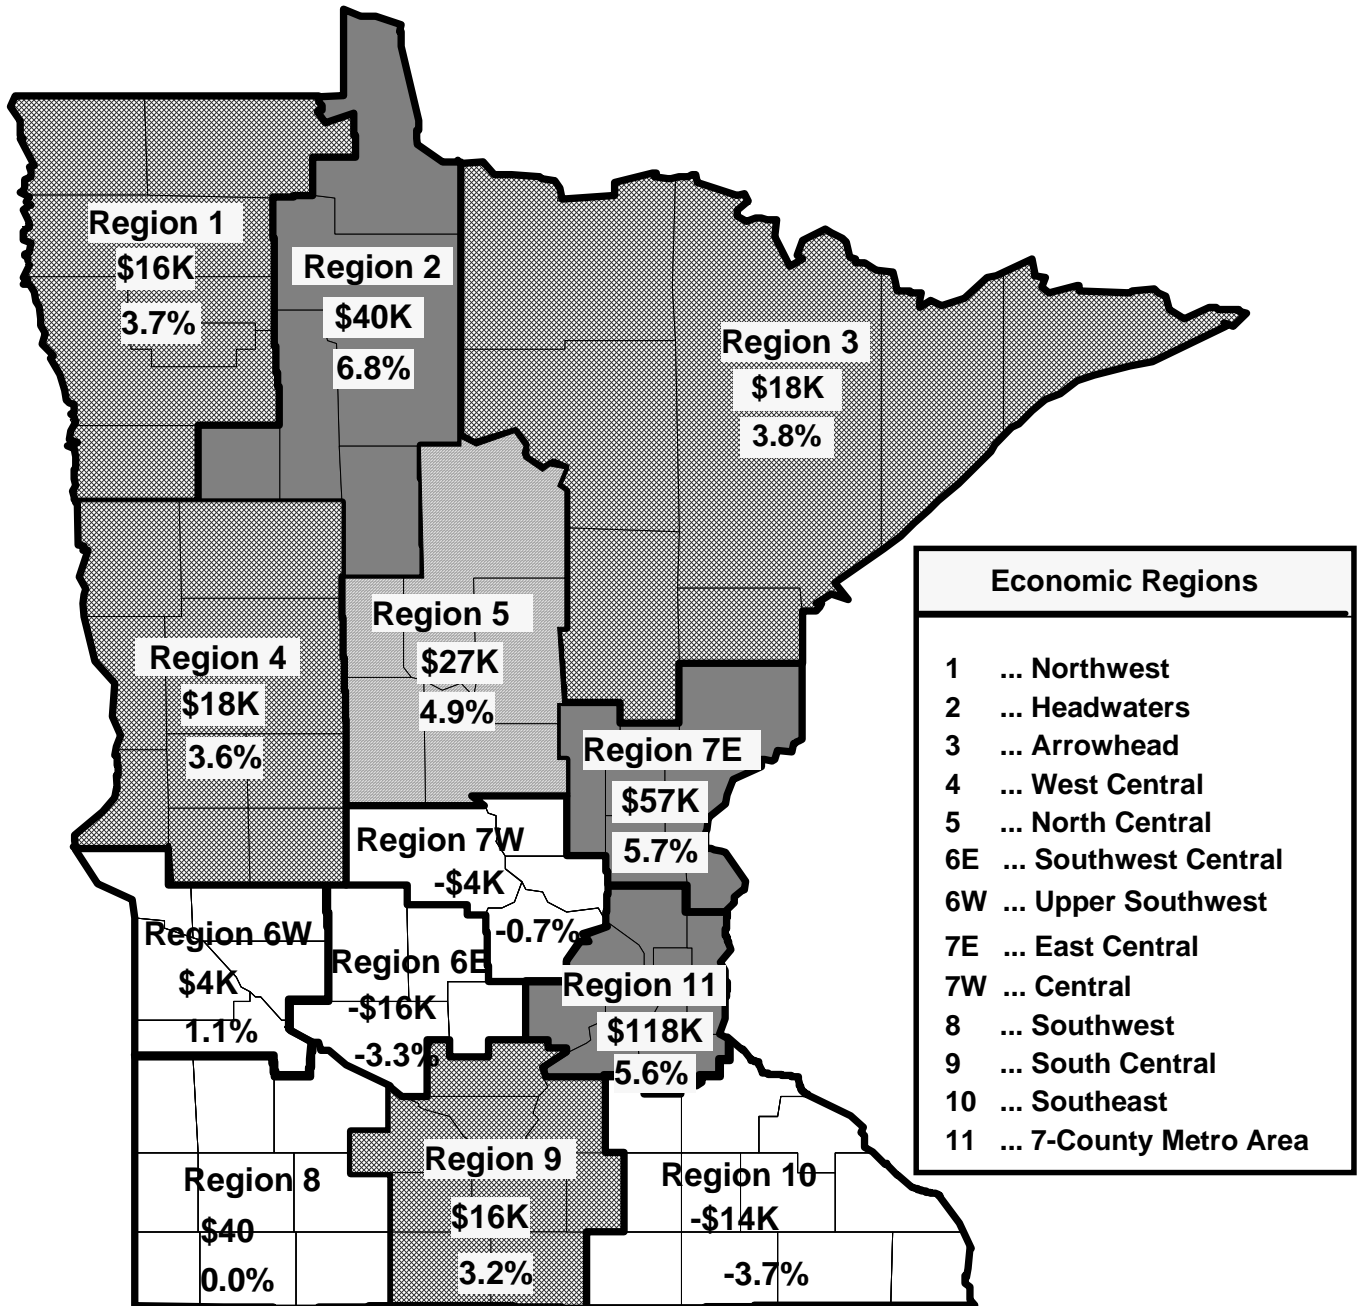 Region 1
$16K
3.7%
Region 2
$40K
6.8%
Region 3
$18K
3.8%
Region 5
$27K
4.9%
Region 4
$18K
3.6%
Region 7E
$57K
5.7%
Region 7W
-$4K
-0.7%
Region 6W
$4K
1.1%
Region 6E
-$16K
-3.3%
Region 11
$118K
5.6%
Region 8
$40
0.0%
Region 9
$16K
3.2%
Region 10
-$14K
-3.7%
Economic Regions
1 ... Northwest
2 ... Headwaters
3 ... Arrowhead
4 ... West Central
5 ... North Central
6E ... Southwest Central
6W ... Upper Southwest
7E ... East Central
7W ... Central
8 ... Southwest
9 ... South Central
10 ... Southeast
11 ... 7-County Metro Area